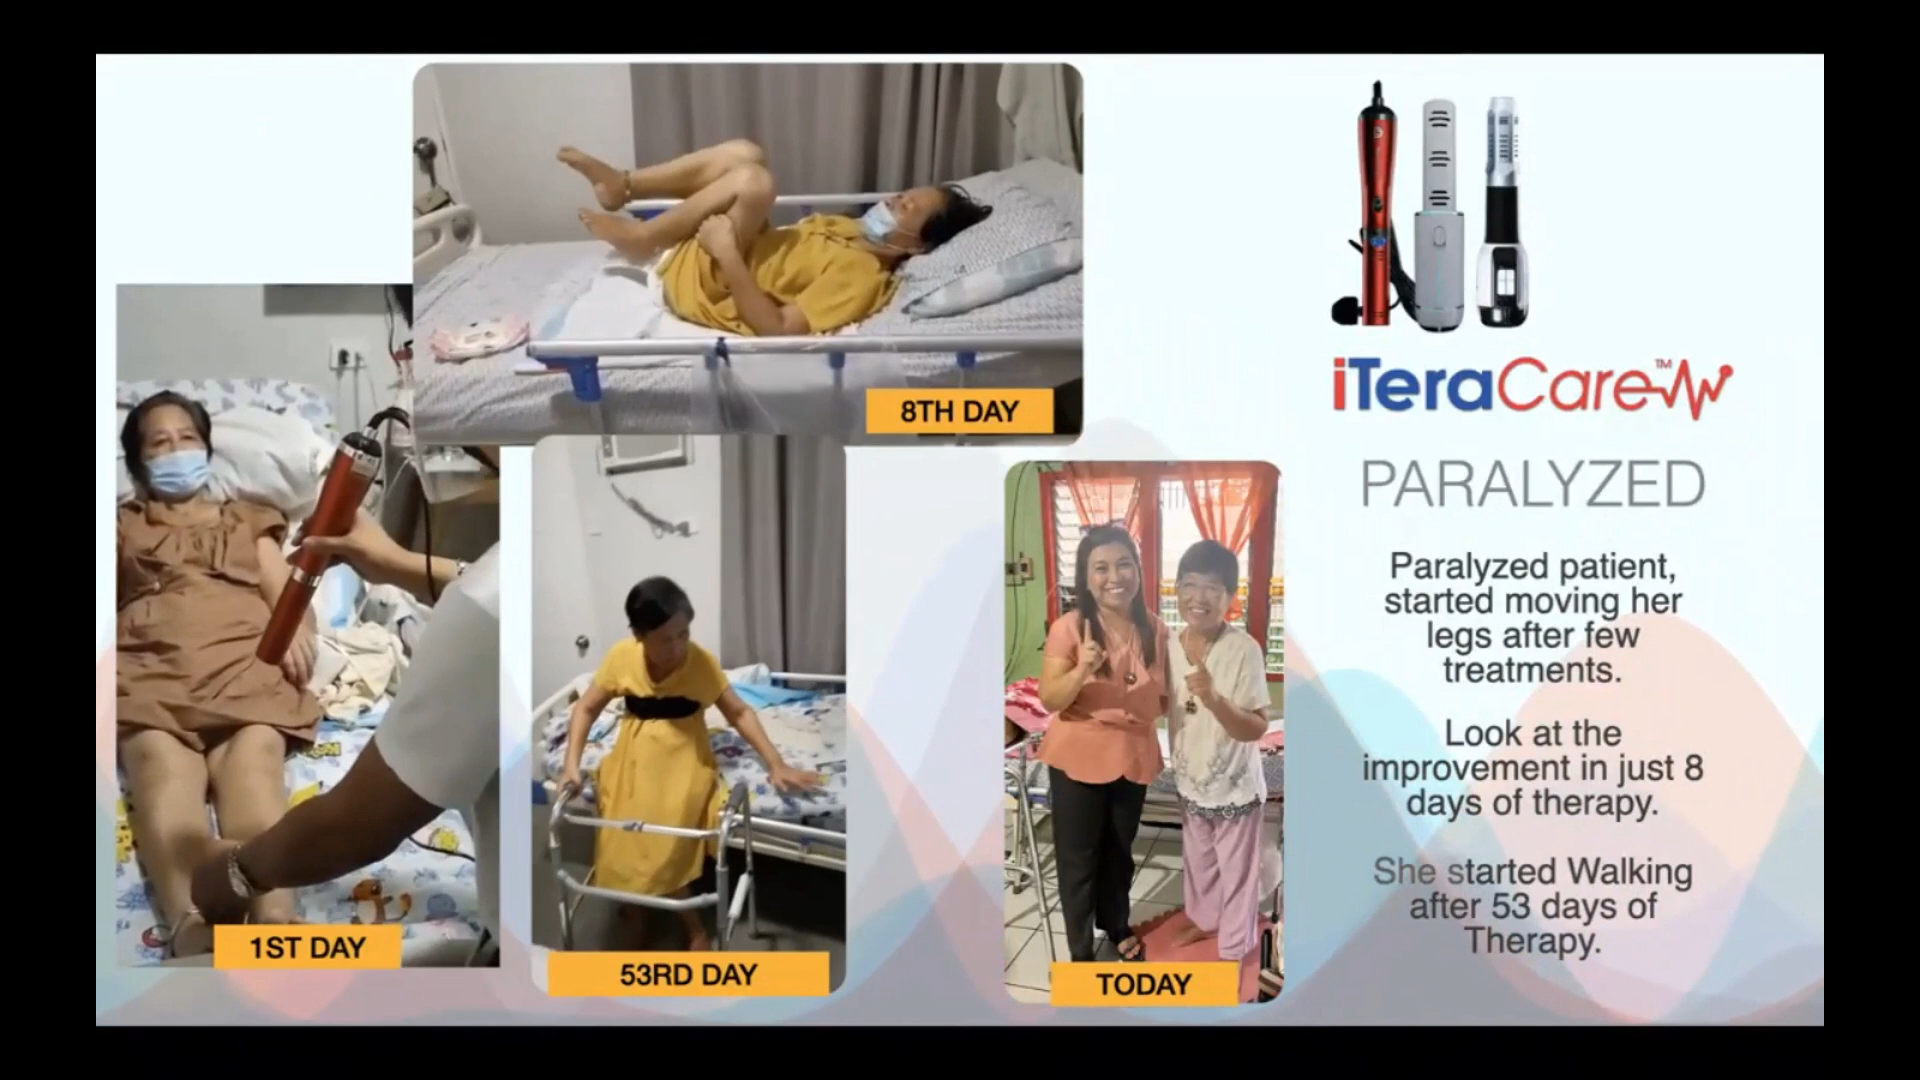 8TH DAY
1ST DAY
53RD DAY
TODAY
iTeraCare™
PARALYZED
Paralyzed patient,
started moving her
legs after few
treatments.
Look at the
improvement in just 8
days of therapy.
She started Walking
after 53 days of
Therapy.